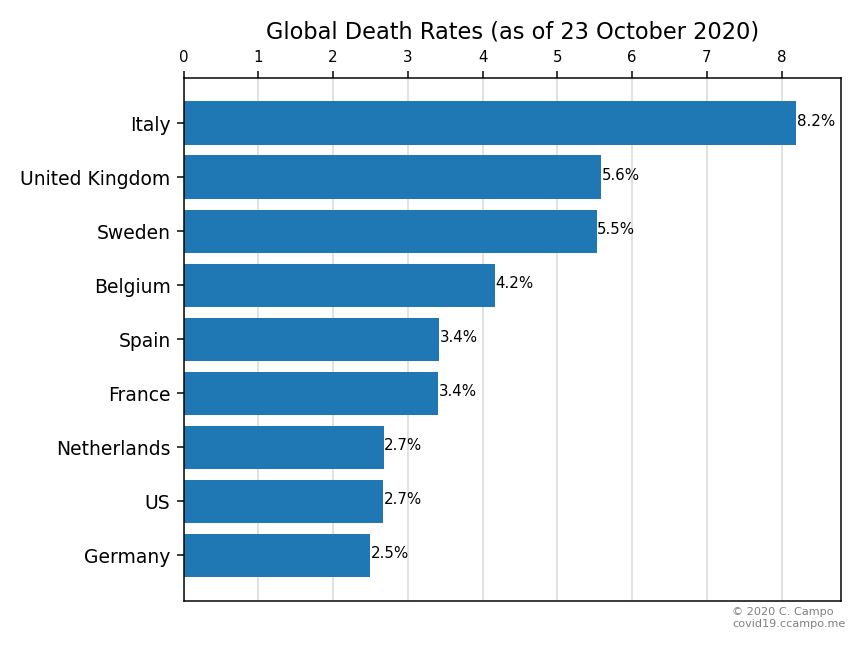 Global Death Rates (as of 23 October 2020)
0 1 2 3 4 5 6 7 8
Italy 8.2%
United Kingdom 5.6%
Sweden 5.5%
Belgium 4.2%
Spain 3.4%
France 3.4%
Netherlands 2.7%
US 2.7%
Germany 2.5%
© 2020 C. Campo
covid19.ccampo.me